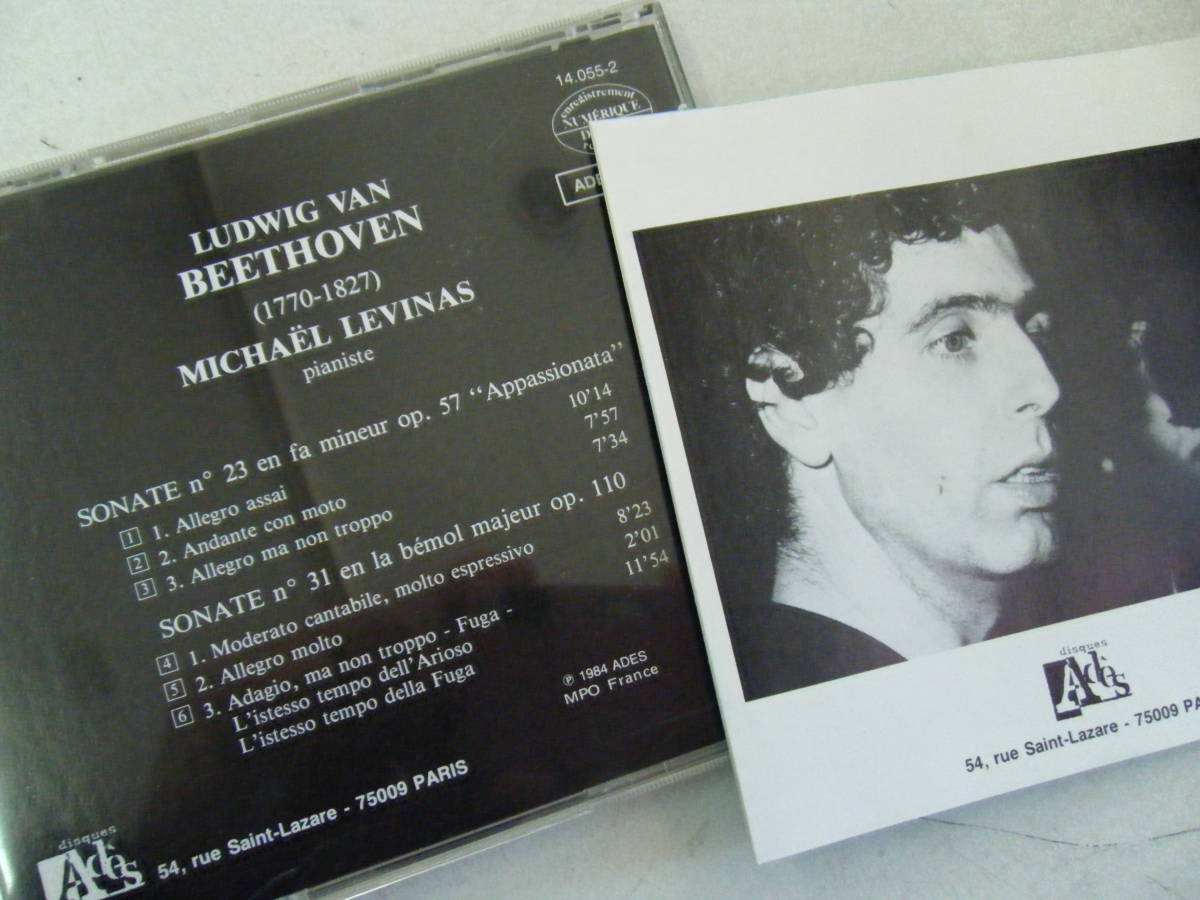 14.055-2
enregistrement
NUMÉRIQUE
LUDWIG VAN
BEETHOVEN
(1770-1827)
MICHAËL LEVINAS
pianiste
SONATE n° 23 en fa mineur op. 57 “Appassionata”
1 1. Allegro assai 10’14
2 2. Andante con moto 7’57
3 3. Allegro ma non troppo 7’34
SONATE n° 31 en la bémol majeur op. 110
4 1. Moderato cantabile, molto espressivo 8’23
5 2. Allegro molto 2’01
6 3. Adagio, ma non troppo - Fuga - 11’54
L’istesso tempo dell’Arioso
L’istesso tempo della Fuga
℗ 1984 ADES
MPO France
disques
Adès
54, rue Saint-Lazare - 75009 PARIS
disques
Adès
54, rue Saint-Lazare - 75009 PA